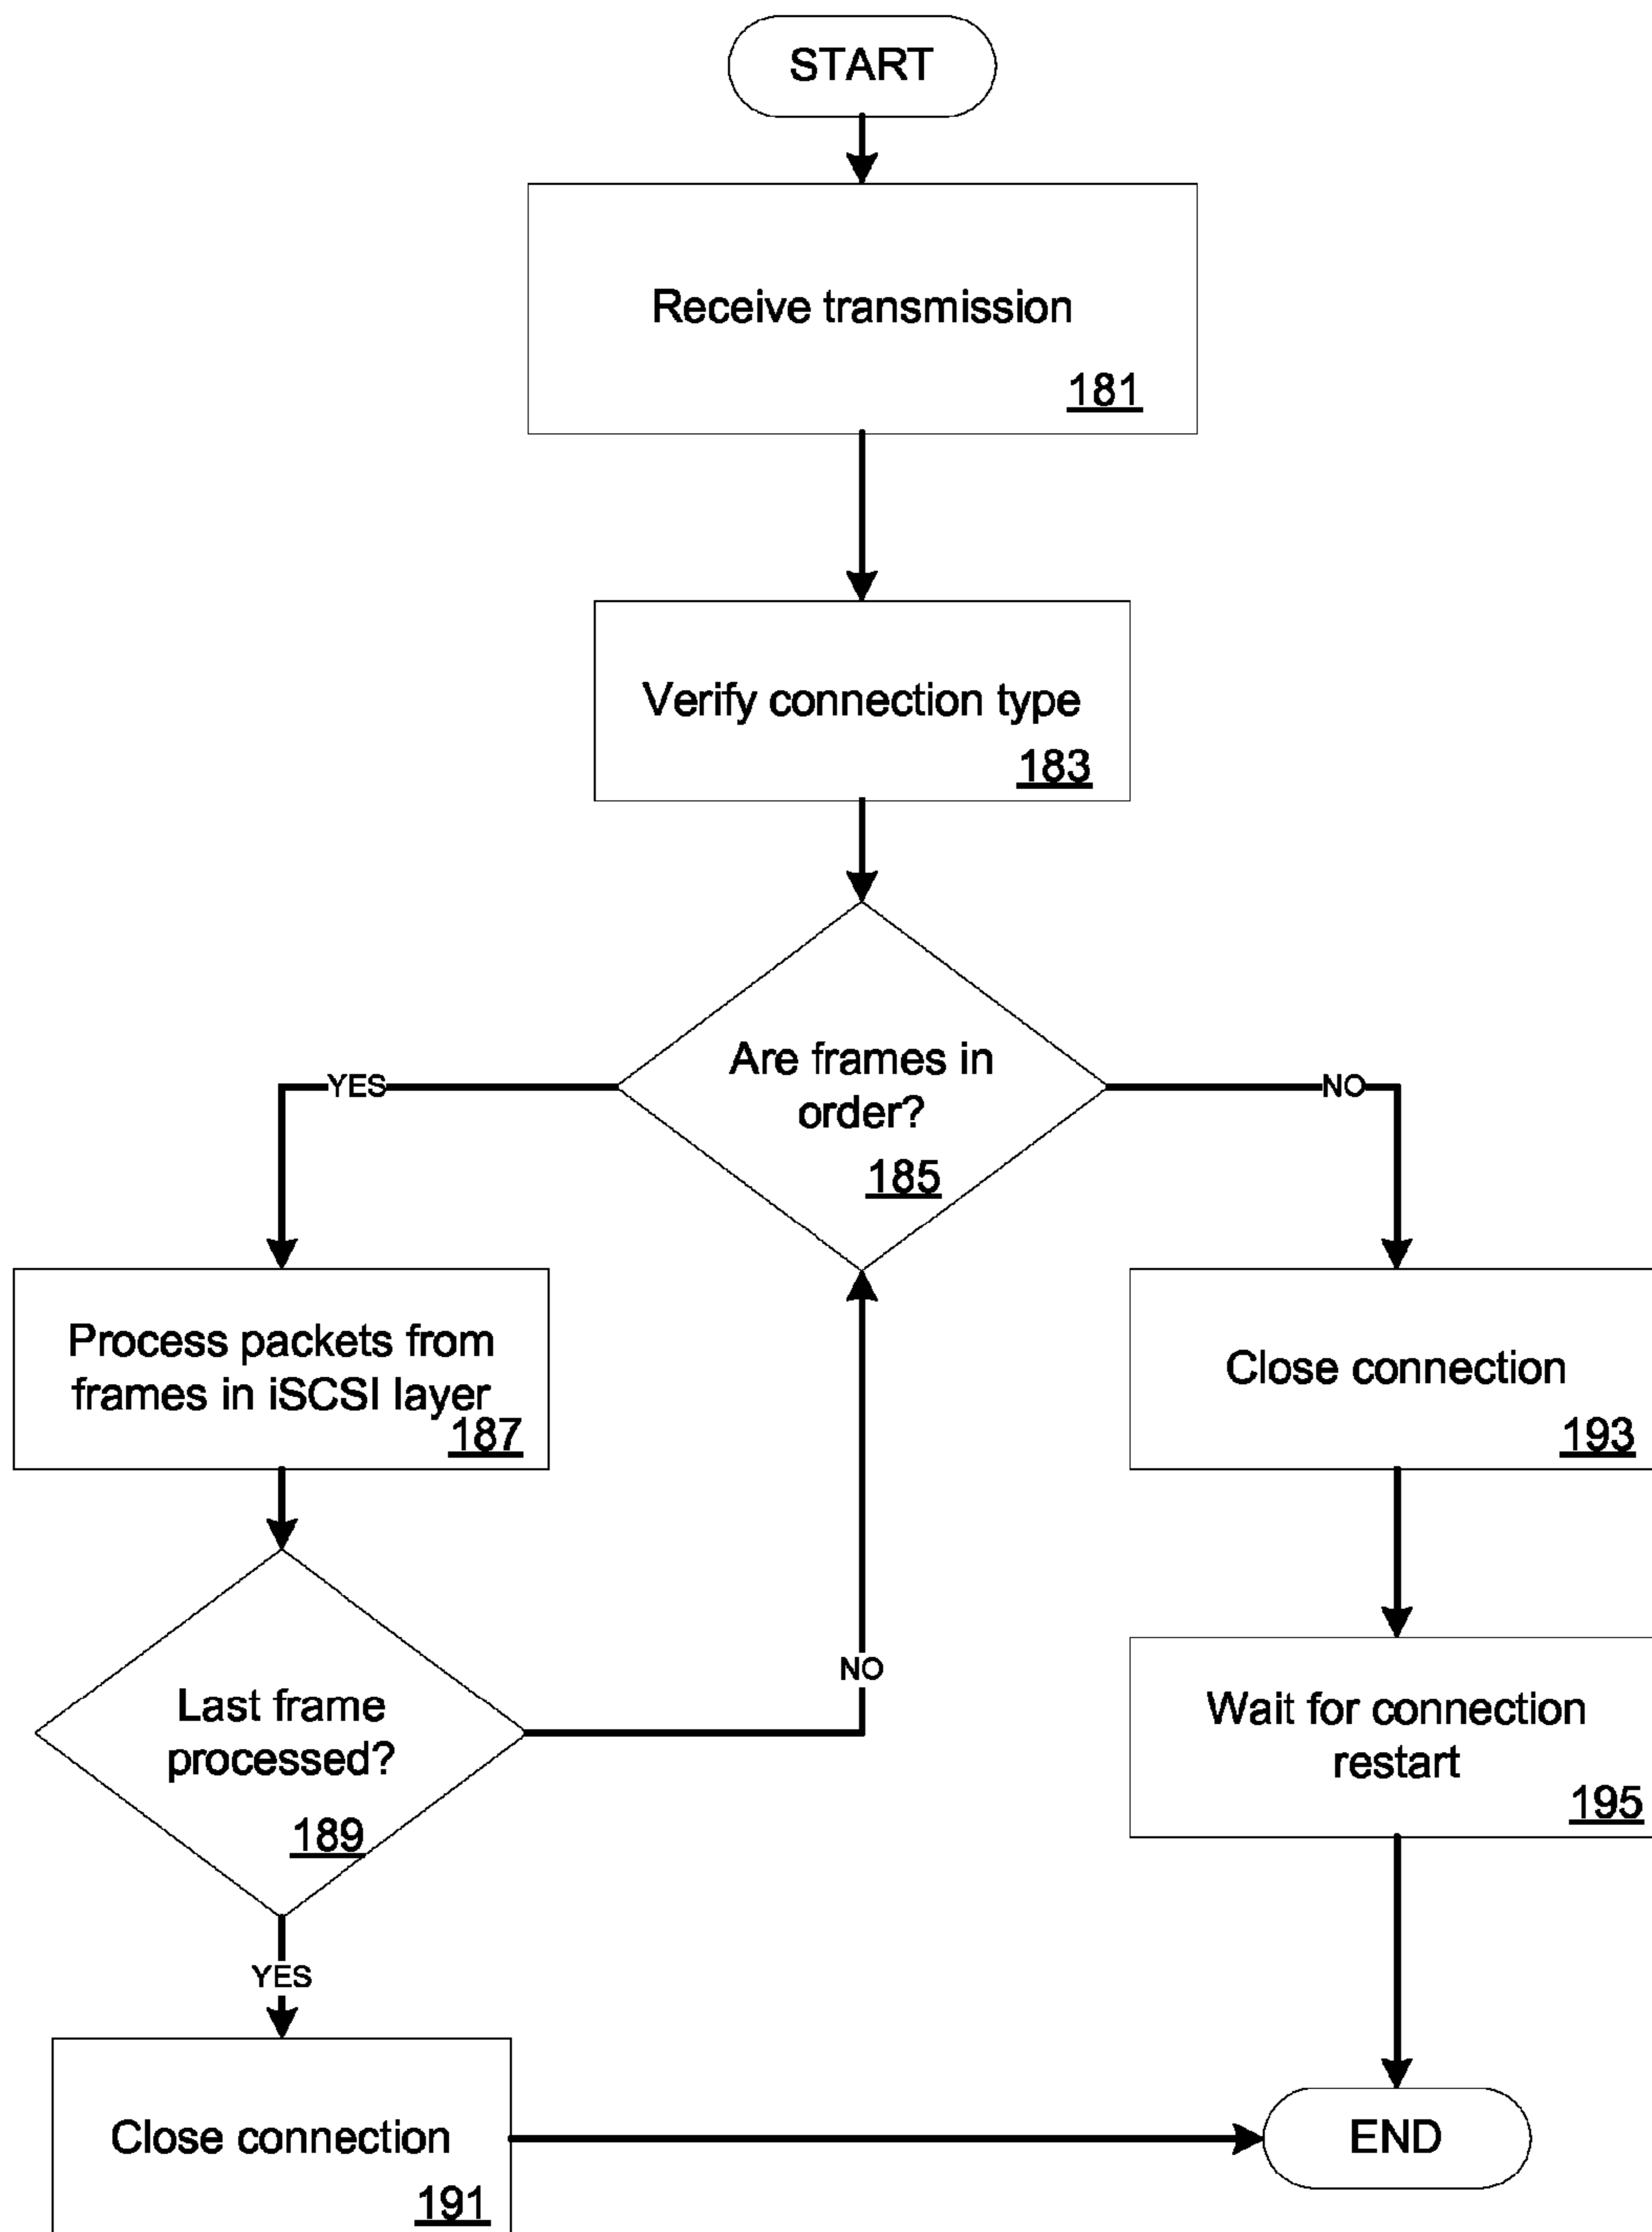 START
Receive transmission
181
Verify connection type
183
Are frames in
order?
185
YES
NO
Process packets from
frames in iSCSI layer
187
Close connection
193
Last frame
processed?
189
NO
Wait for connection
restart
195
YES
Close connection
191
END